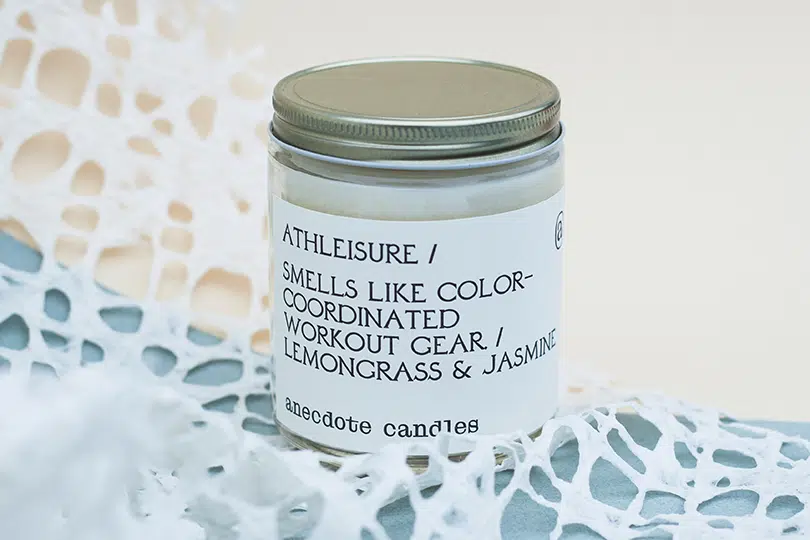 ATHLEISURE /
SMELLS LIKE COLOR-
COORDINATED
WORKOUT GEAR /
LEMONGRASS & JASMINE
anecdote candles
@